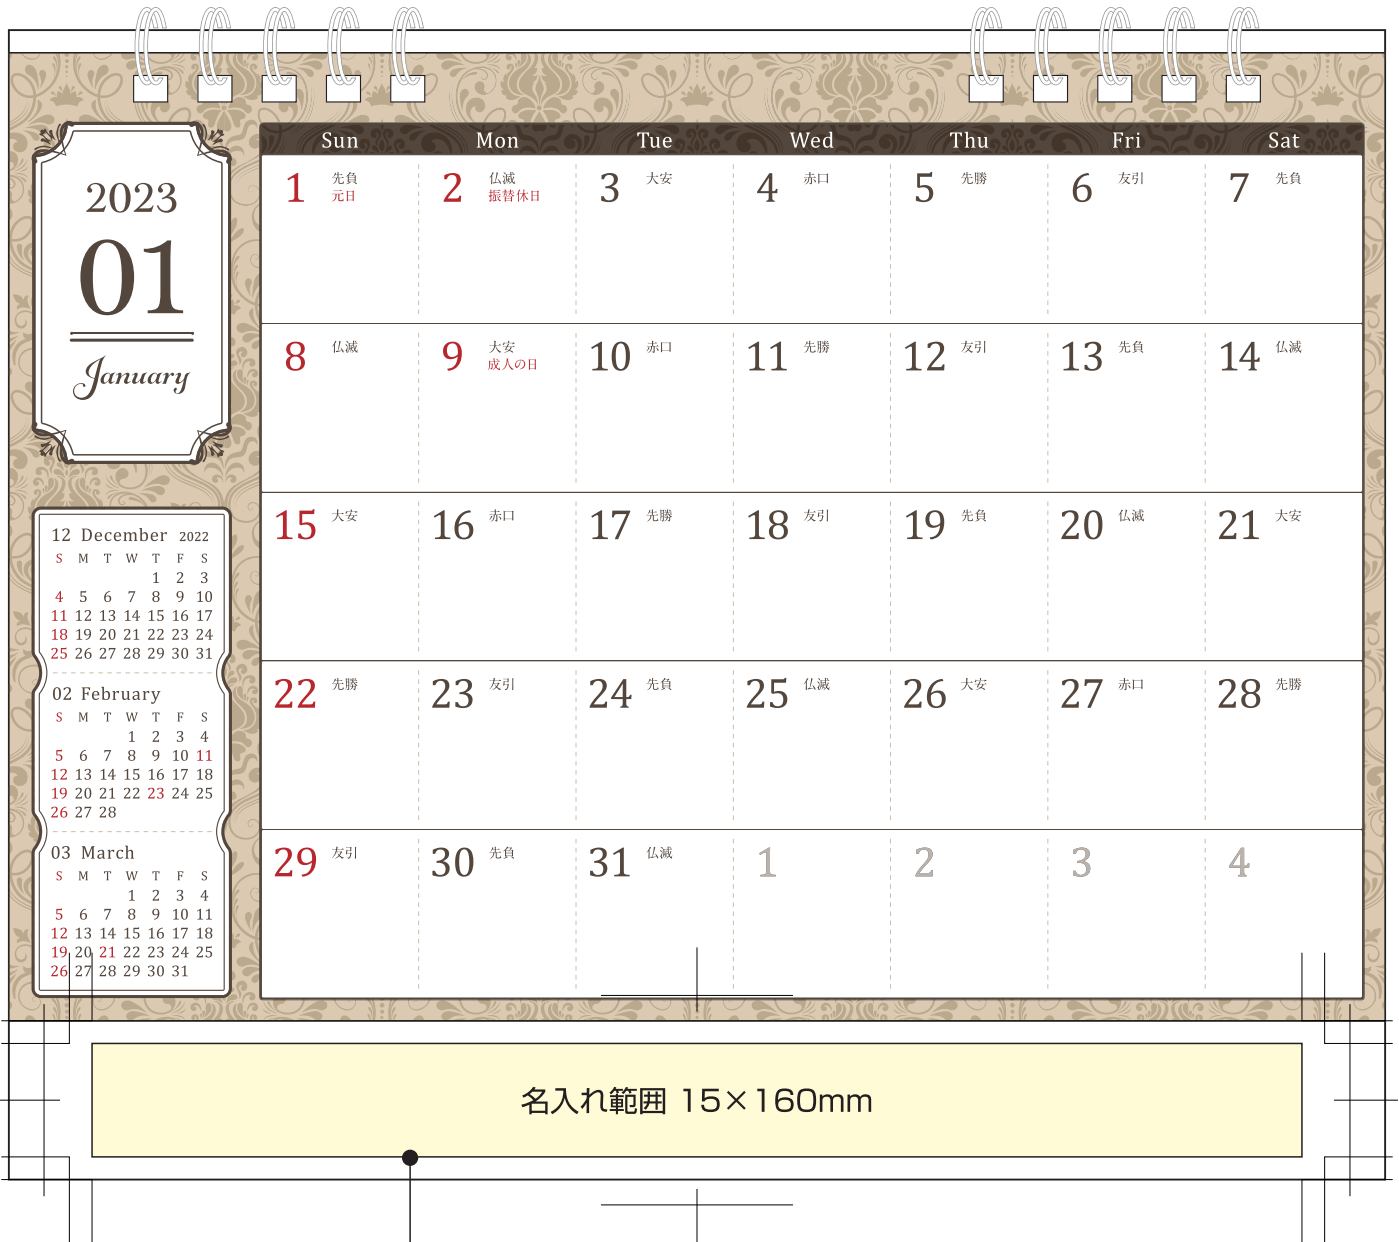 2023
01
January
Sun Mon Tue Wed Thu Fri Sat
1 先負 元日 2 仏滅 振替休日 3 大安 4 赤口 5 先勝 6 友引 7 先負
8 仏滅 9 大安 成人の日 10 赤口 11 先勝 12 友引 13 先負 14 仏滅
15 大安 16 赤口 17 先勝 18 友引 19 先負 20 仏滅 21 大安
22 先勝 23 友引 24 先負 25 仏滅 26 大安 27 赤口 28 先勝
29 友引 30 先負 31 仏滅 1 2 3 4
12 December 2022
S M T W T F S
1 2 3
4 5 6 7 8 9 10
11 12 13 14 15 16 17
18 19 20 21 22 23 24
25 26 27 28 29 30 31
02 February
S M T W T F S
1 2 3 4
5 6 7 8 9 10 11
12 13 14 15 16 17 18
19 20 21 22 23 24 25
26 27 28
03 March
S M T W T F S
1 2 3 4
5 6 7 8 9 10 11
12 13 14 15 16 17 18
19 20 21 22 23 24 25
26 27 28 29 30 31
名入れ範囲 15×160mm